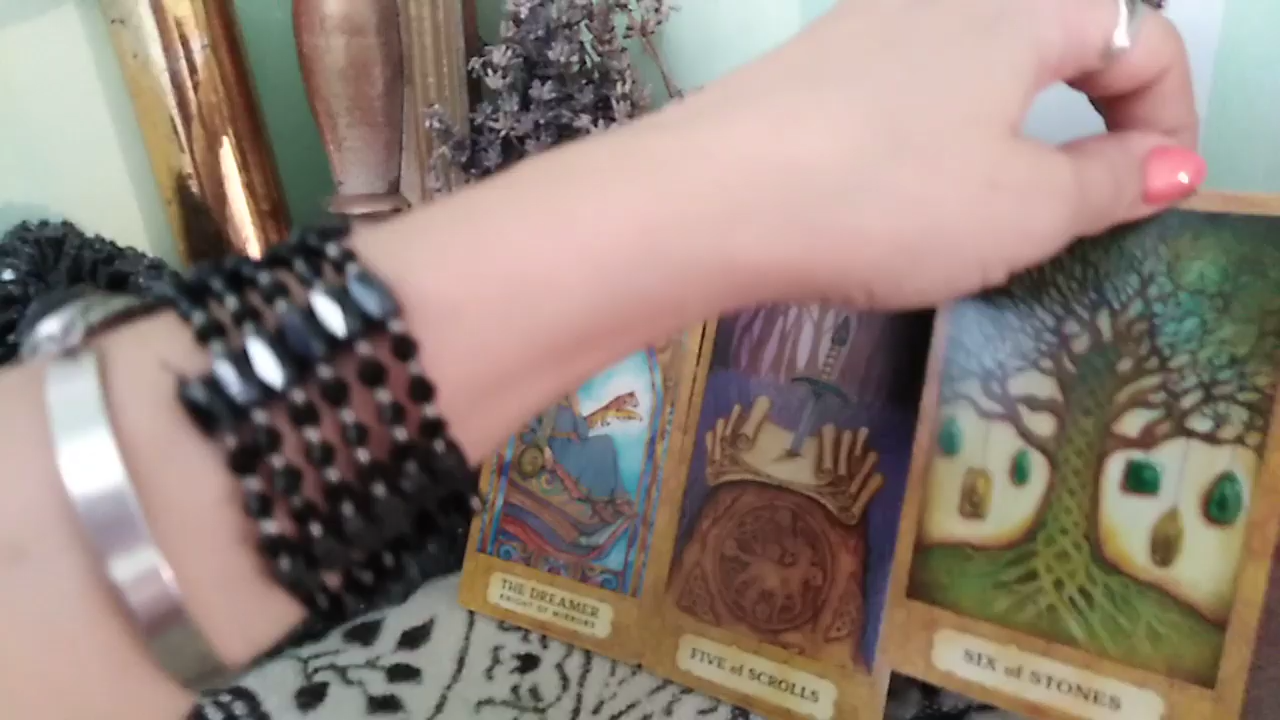 THE DREAMER
KNIGHT OF MIRRORS
FIVE of SCROLLS
SIX of STONES